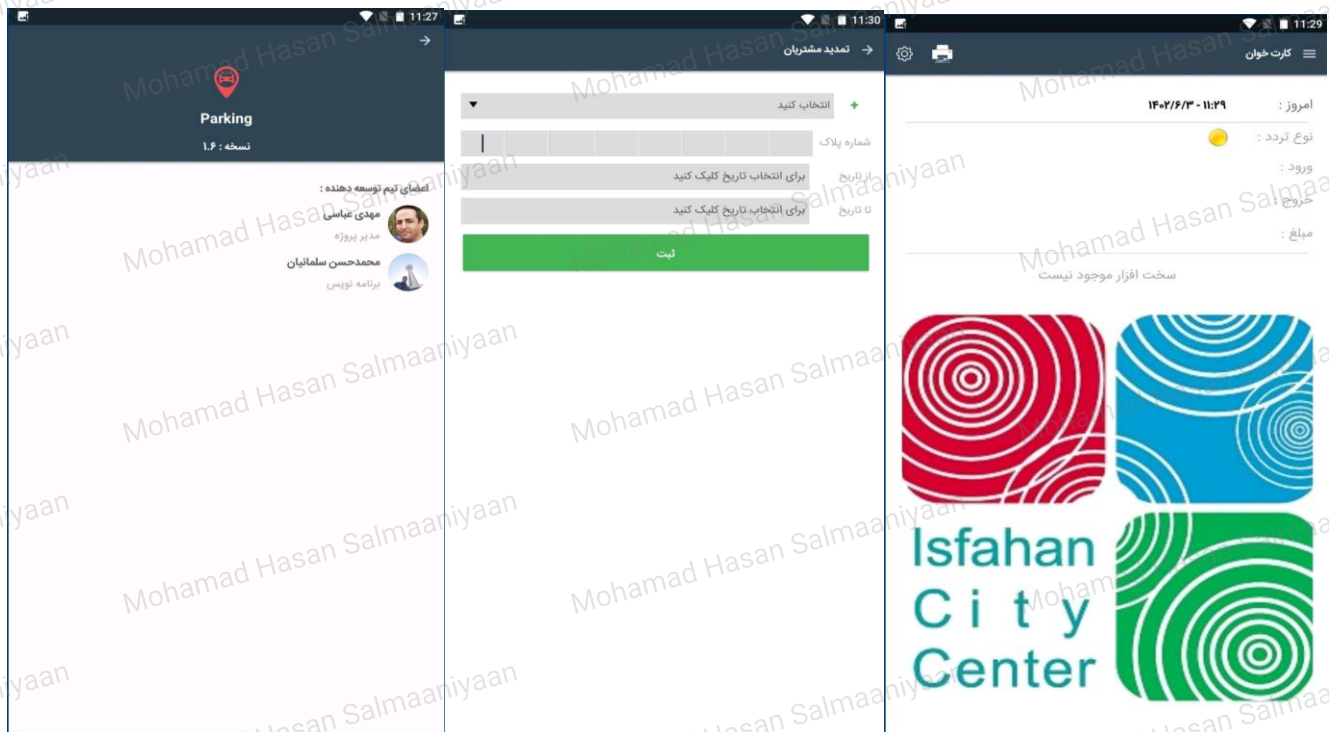 11:27
Parking
نسخه : ۱.۶
اعضای تیم توسعه دهنده :
مهدی عباسی
مدیر پروژه
محمدحسن سلمانیان
برنامه نویس
11:30
تمدید مشتریان
+ انتخاب کنید
شماره پلاک
از تاریخ برای انتخاب تاریخ کلیک کنید
تا تاریخ برای انتخاب تاریخ کلیک کنید
ثبت
11:29
کارت خوان
امروز : ۱۴۰۲/۶/۳ - ۱۱:۲۹
نوع تردد :
ورود :
خروج :
مبلغ :
سخت افزار موجود نیست
Isfahan
City
Center
Mohamad Hasan Salmaaniyaan